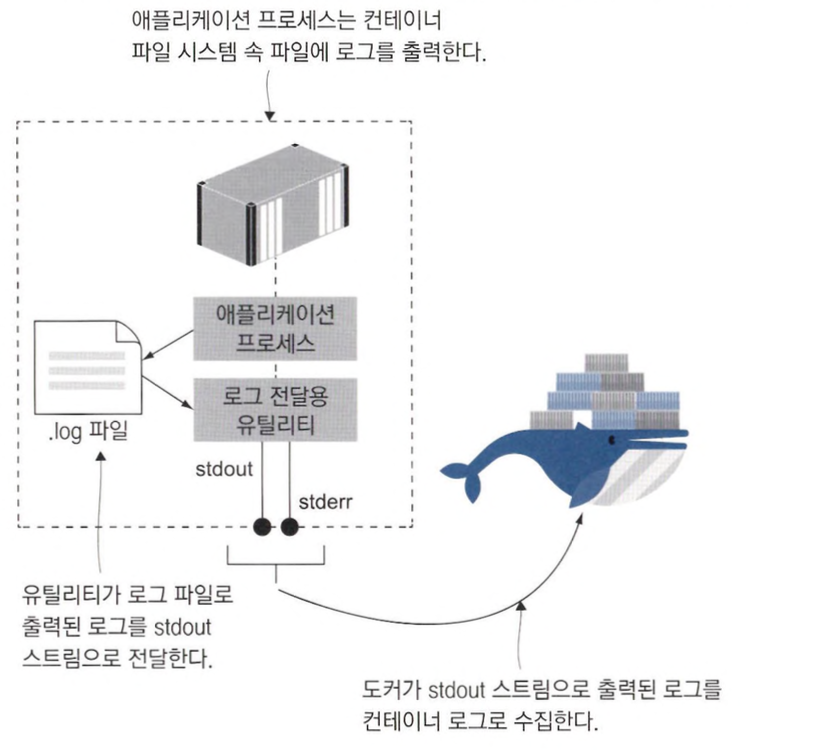 애플리케이션 프로세스는 컨테이너
파일 시스템 속 파일에 로그를 출력한다.
애플리케이션
프로세스
로그 전달용
유틸리티
.log 파일
stdout
stderr
유틸리티가 로그 파일로
출력된 로그를 stdout
스트림으로 전달한다.
도커가 stdout 스트림으로 출력된 로그를
컨테이너 로그로 수집한다.